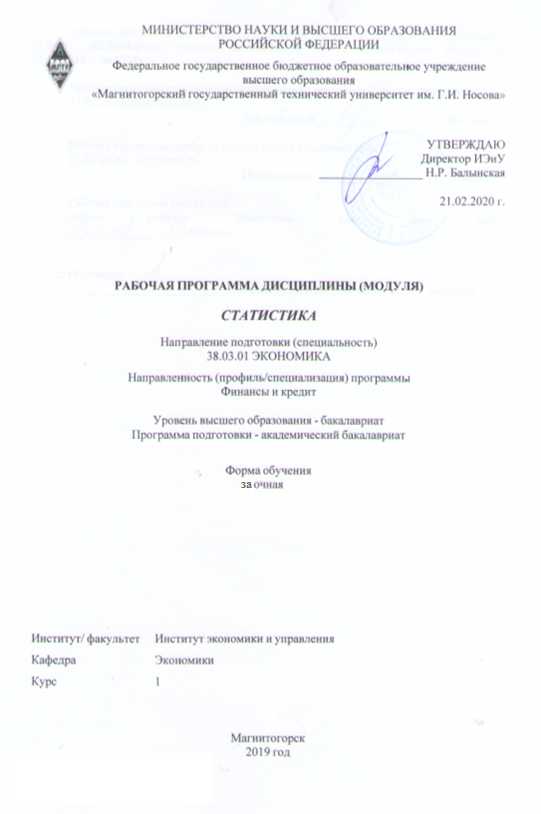 МИНИСТЕРСТВО НАУКИ И ВЫСШЕГО ОБРАЗОВАНИЯ
РОССИЙСКОЙ ФЕДЕРАЦИИ
Федеральное государственное бюджетное образовательное учреждение
высшего образования
«Магнитогорский государственный технический университет им. Г.И. Носова»
УТВЕРЖДАЮ
Директор ИЭиУ
Н.Р. Балынская
21.02.2020 г.
РАБОЧАЯ ПРОГРАММА ДИСЦИПЛИНЫ (МОДУЛЯ)
СТАТИСТИКА
Направление подготовки (специальность)
38.03.01 ЭКОНОМИКА
Направленность (профиль/специализация) программы
Финансы и кредит
Уровень высшего образования - бакалавриат
Программа подготовки - академический бакалавриат
Форма обучения
заочная
Институт/ факультет Институт экономики и управления
Кафедра Экономики
Курс 1
Магнитогорск
2019 год